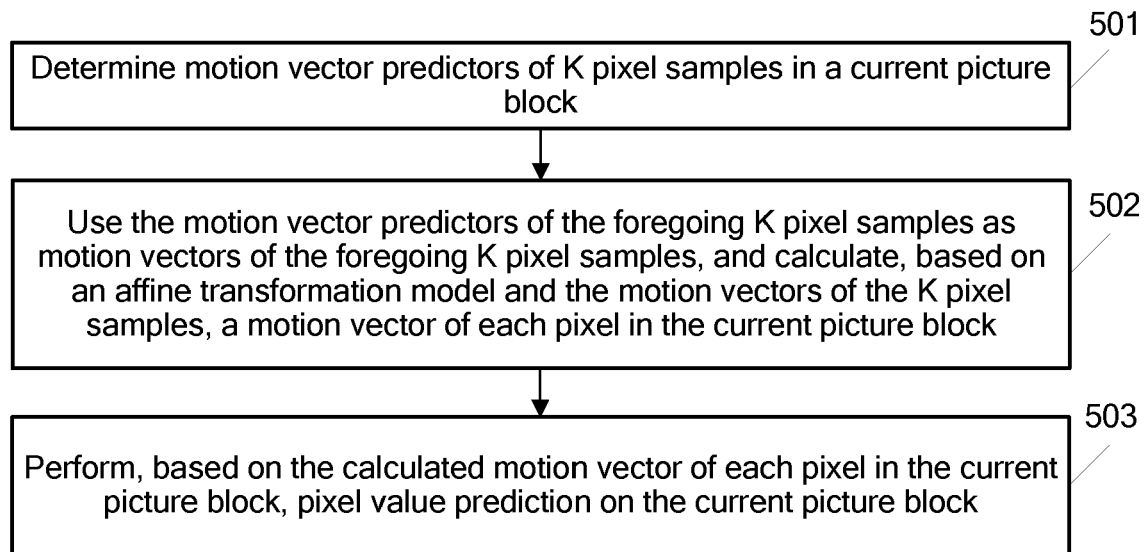 501
Determine motion vector predictors of K pixel samples in a current picture
block
502
Use the motion vector predictors of the foregoing K pixel samples as
motion vectors of the foregoing K pixel samples, and calculate, based on
an affine transformation model and the motion vectors of the K pixel
samples, a motion vector of each pixel in the current picture block
503
Perform, based on the calculated motion vector of each pixel in the current
picture block, pixel value prediction on the current picture block